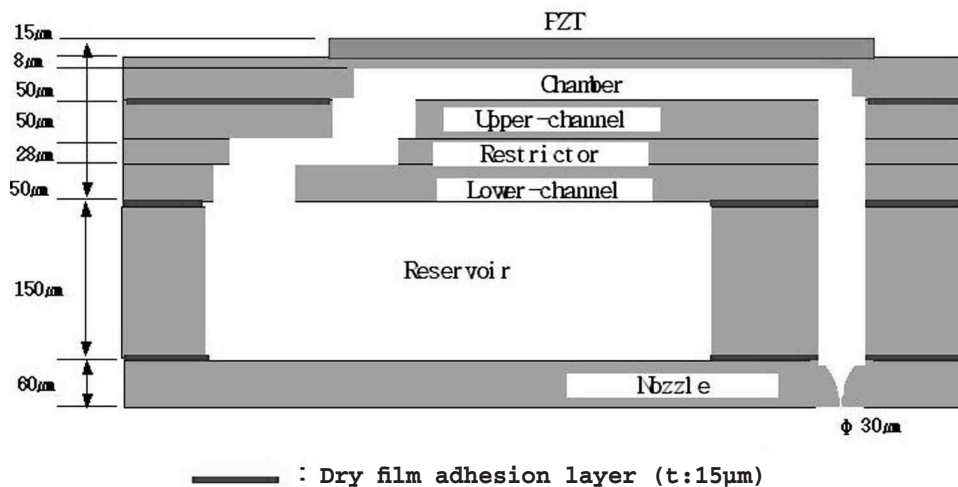 PZT
15㎛
8㎛
50㎛
Chamber
50㎛
Upper-channel
28㎛
Restrictor
50㎛
Lower-channel
150㎛
Reservoir
60㎛
Nozzle
Φ 30㎛
: Dry film adhesion layer (t:15µm)